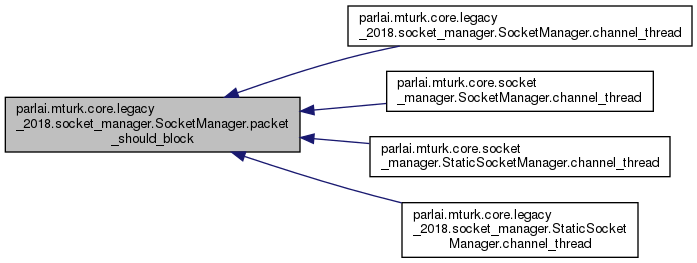 parlai.mturk.core.legacy
_2018.socket_manager.SocketManager.packet
_should_block
parlai.mturk.core.legacy
_2018.socket_manager.SocketManager.channel_thread
parlai.mturk.core.socket
_manager.SocketManager.channel_thread
parlai.mturk.core.socket
_manager.StaticSocketManager.channel_thread
parlai.mturk.core.legacy
_2018.socket_manager.StaticSocket
Manager.channel_thread